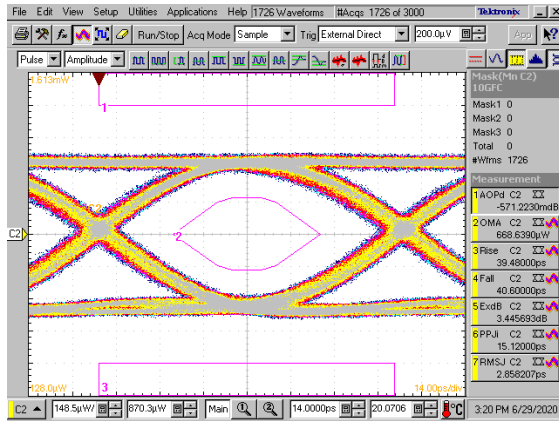 File Edit View Setup Utilities Applications Help 1726 Waveforms #Acqs 1726 of 3000 Tektronix
Run/Stop Acq Mode Sample Trig External Direct 200.0µV App
Pulse Amplitude
1.613mW
Mask(Mn C2)
10GFC
Mask1 0
Mask2 0
Mask3 0
Total 0
#Wfms 1726
Measurement
1 AOPd C2
-571.2230mdB
2 OMA C2
668.6390µW
3 Rise C2
39.48000ps
4 Fall C2
40.60000ps
5 ExdB C2
3.445693dB
6 PPJi C2
15.12000ps
7 RMSJ C2
2.858207ps
1
C2
2
C2
3
128.0µW
14.00ps/div
C2 148.5µW/ 870.3µW Main 14.0000ps 20.0706 °C 3:20 PM 6/29/2020